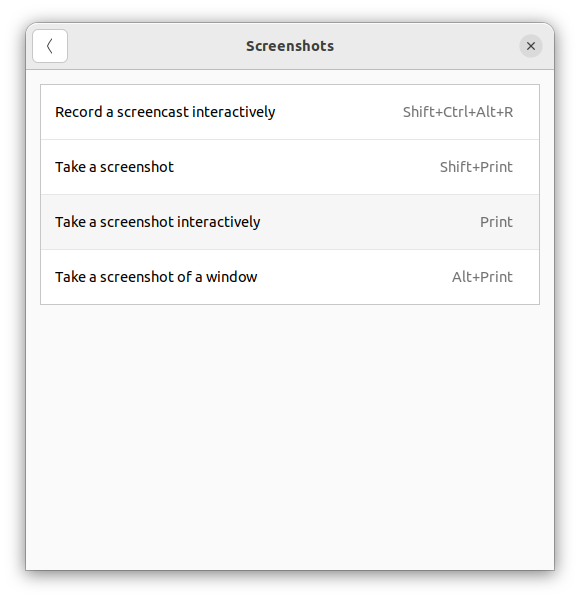 Screenshots
Record a screencast interactively Shift+Ctrl+Alt+R
Take a screenshot Shift+Print
Take a screenshot interactively Print
Take a screenshot of a window Alt+Print